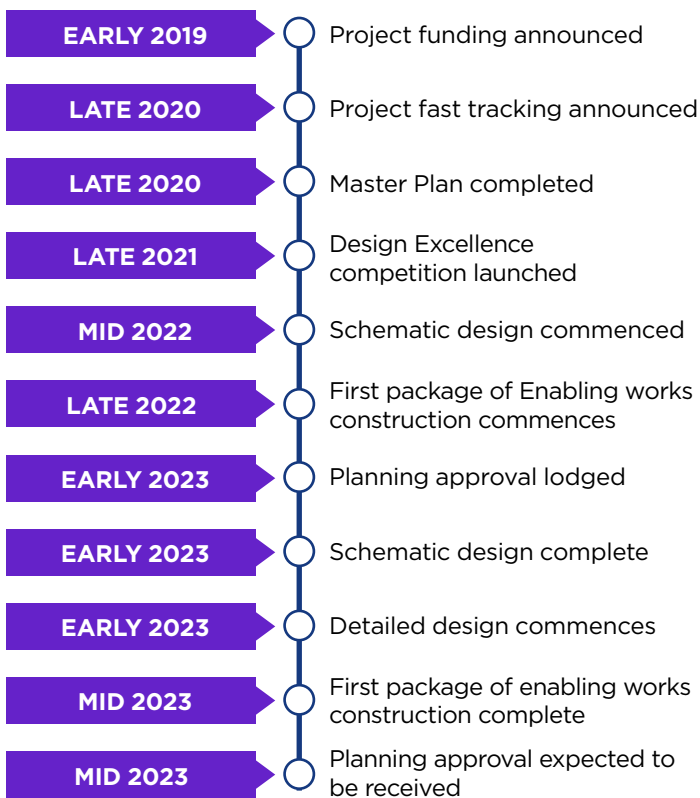 EARLY 2019
Project funding announced
LATE 2020
Project fast tracking announced
LATE 2020
Master Plan completed
LATE 2021
Design Excellence
competition launched
MID 2022
Schematic design commenced
LATE 2022
First package of Enabling works
construction commences
EARLY 2023
Planning approval lodged
EARLY 2023
Schematic design complete
EARLY 2023
Detailed design commences
MID 2023
First package of enabling works
construction complete
MID 2023
Planning approval expected to
be received